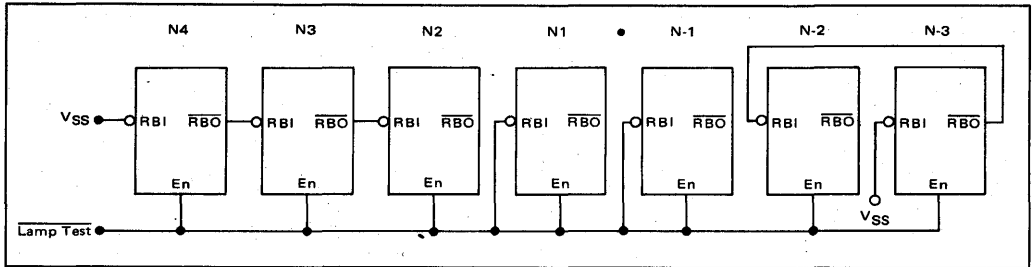 N4 N3 N2 N1 • N-1 N-2 N-3
VSS RBI RBO RBI RBO RBI RBO RBI RBO RBI RBO RBI RBO RBI RBO
En En En En En En En
VSS
Lamp Test